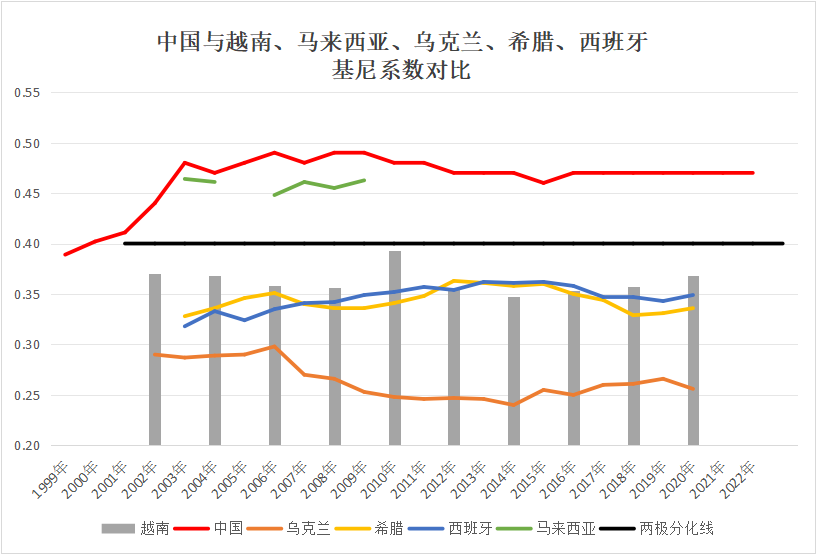 中国与越南、马来西亚、乌克兰、希腊、西班牙
基尼系数对比
0.55
0.50
0.45
0.40
0.35
0.30
0.25
0.20
1999年
2000年
2001年
2002年
2003年
2004年
2005年
2006年
2007年
2008年
2009年
2010年
2011年
2012年
2013年
2014年
2015年
2016年
2017年
2018年
2019年
2020年
2021年
2022年
越南 中国 乌克兰 希腊 西班牙 马来西亚 两极分化线